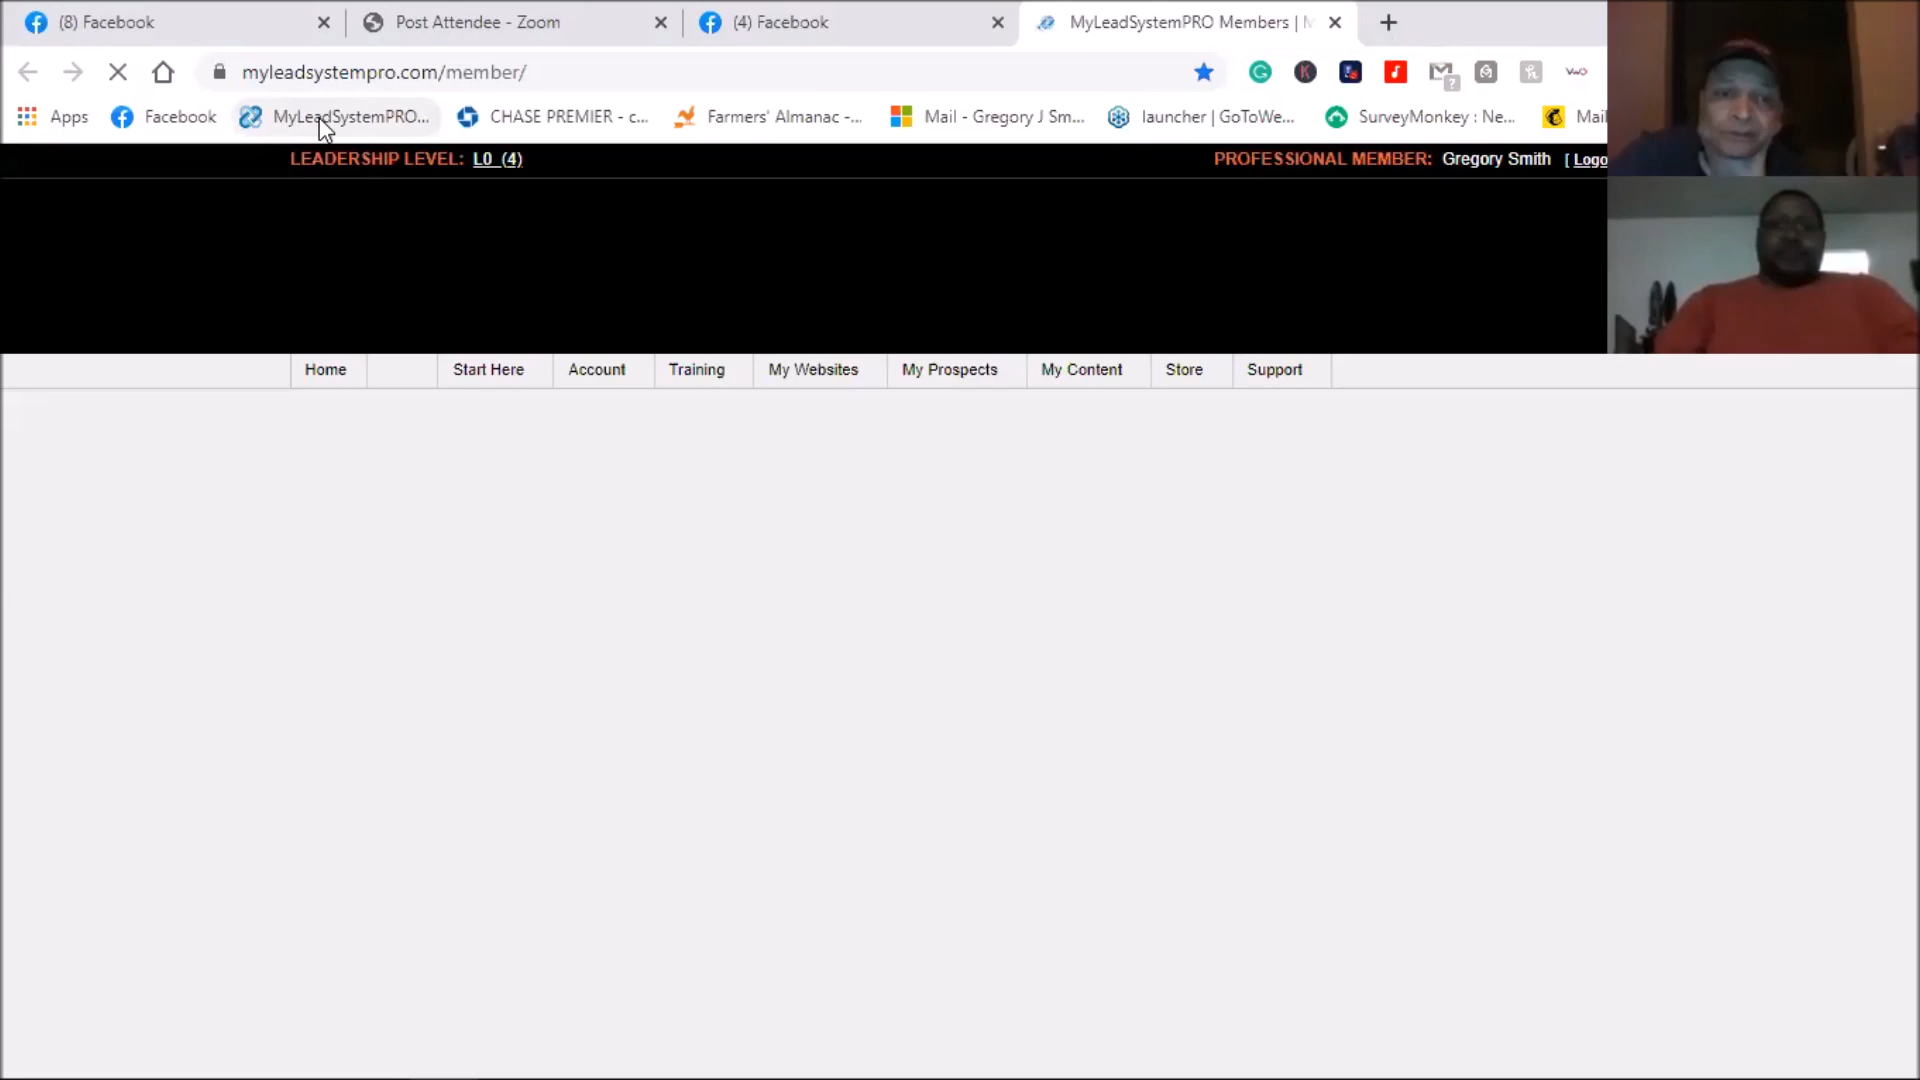 (8) Facebook
Post Attendee - Zoom
(4) Facebook
MyLeadSystemPRO Members |
myleadsystempro.com/member/
Apps
Facebook
MyLeadSystemPRO...
CHASE PREMIER - c...
Farmers' Almanac -...
Mail - Gregory J Sm...
launcher | GoToWe...
SurveyMonkey : Ne...
Mail
LEADERSHIP LEVEL: L0 (4)
PROFESSIONAL MEMBER: Gregory Smith [ Logo
Home
Start Here
Account
Training
My Websites
My Prospects
My Content
Store
Support